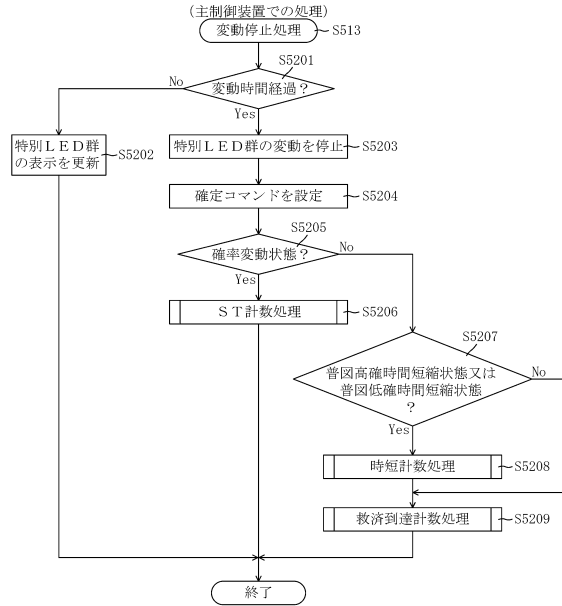 (主制御装置での処理)
変動停止処理
S513
S5201
No
変動時間経過？
Yes
特別ＬＥＤ群
の表示を更新
S5202
特別ＬＥＤ群の変動を停止
S5203
確定コマンドを設定
S5204
S5205
確率変動状態？
No
Yes
ＳＴ計数処理
S5206
S5207
普図高確時間短縮状態又は
普図低確時間短縮状態
？
No
Yes
時短計数処理
S5208
救済到達計数処理
S5209
終了